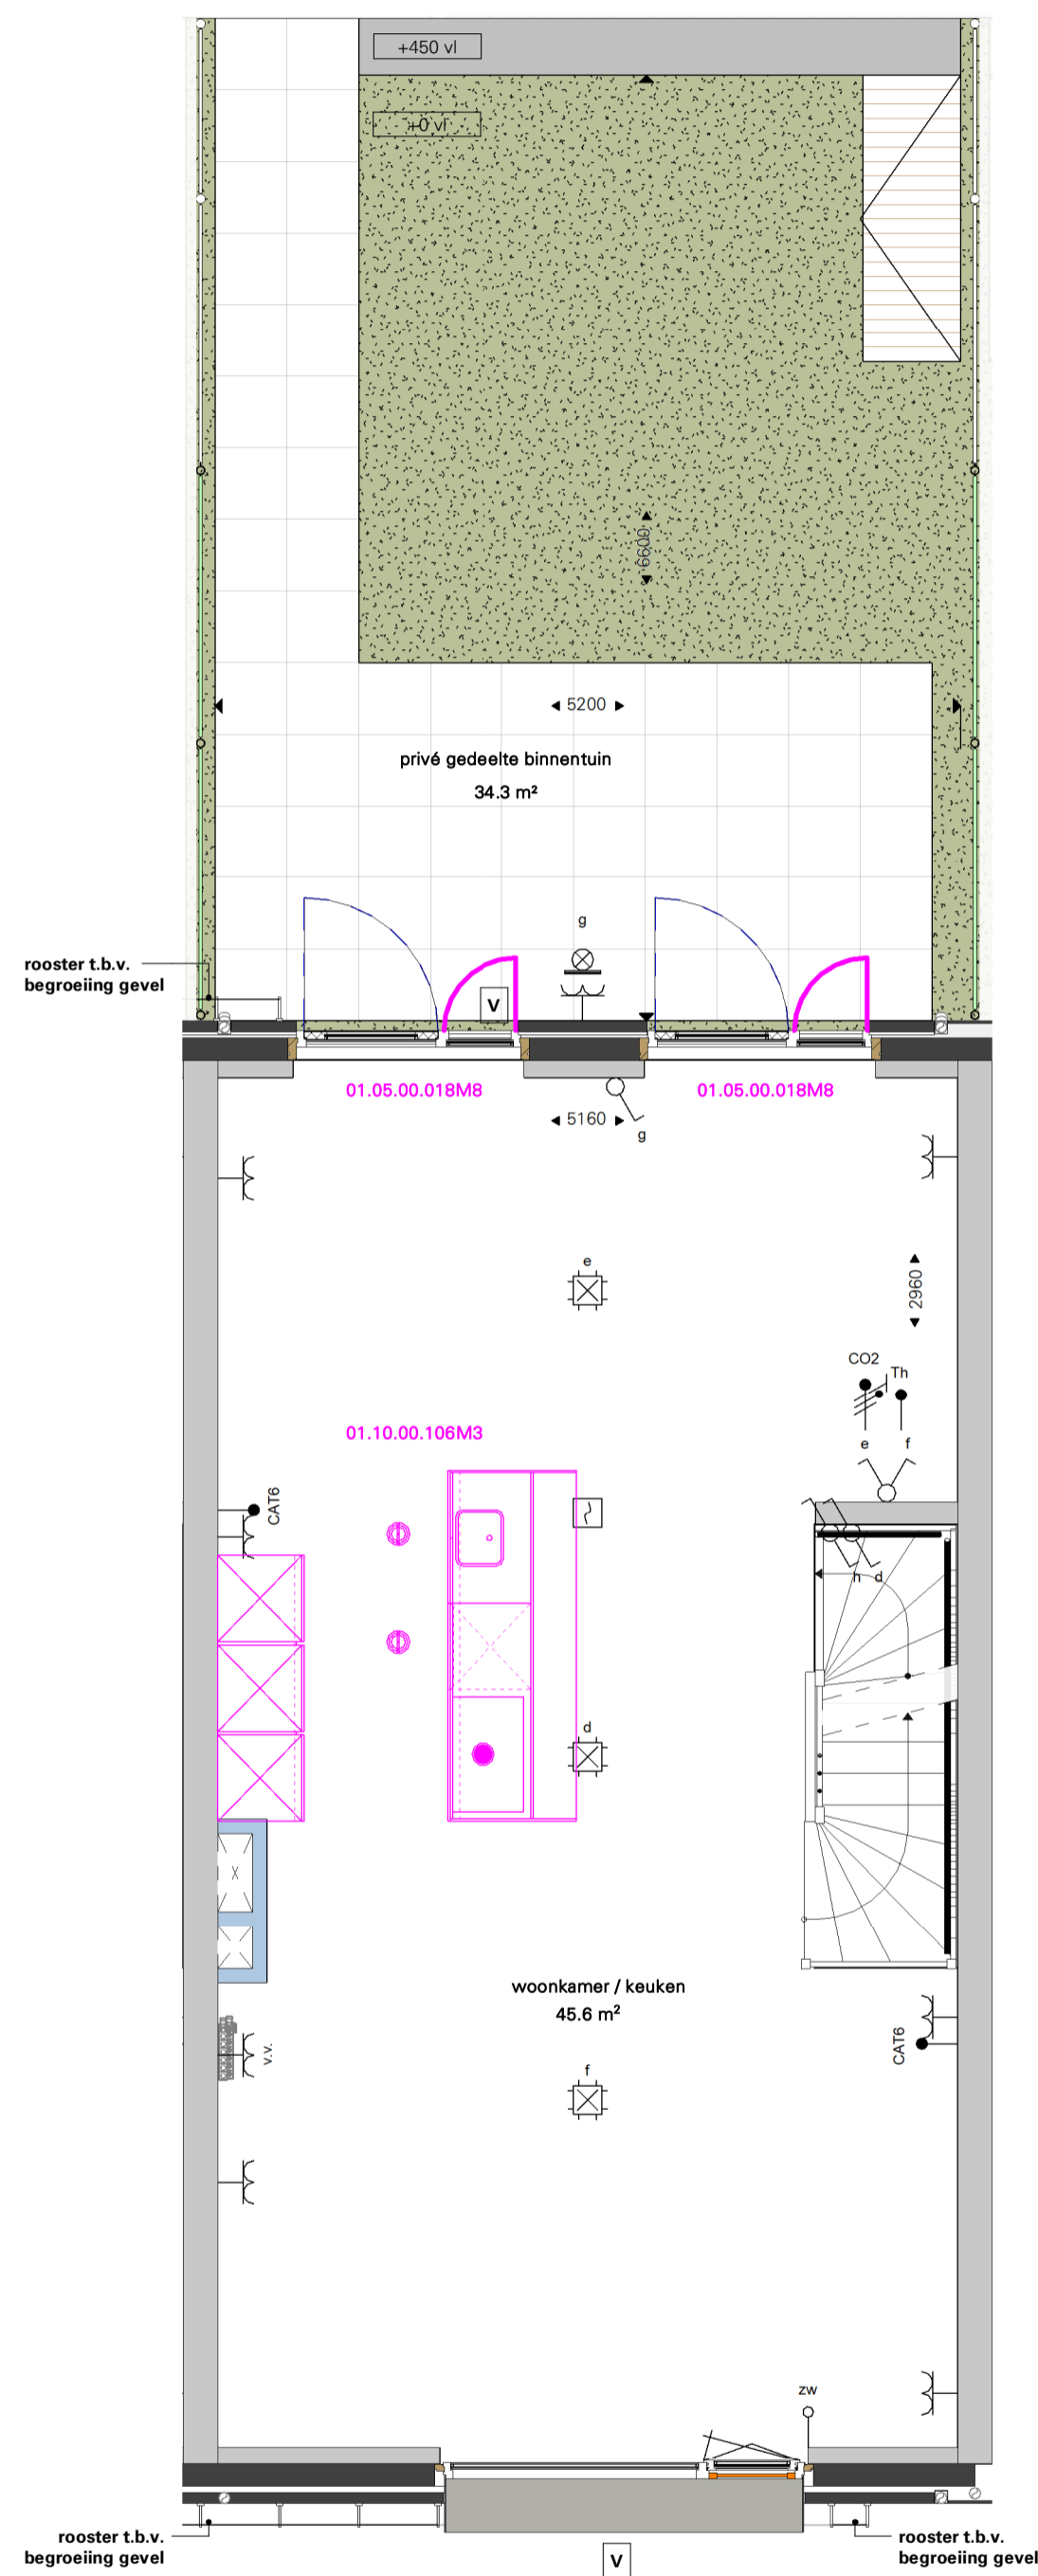 +450 vl
+0 vl
6600
5200
privé gedeelte binnentuin
34.3 m²
g
rooster t.b.v.
begroeiing gevel
V
01.05.00.018M8
01.05.00.018M8
5160
g
e
2960
CO2
Th
e
f
01.10.00.106M3
CAT6
h
d
d
woonkamer / keuken
45.6 m²
v.v.
CAT6
f
zw
rooster t.b.v.
begroeiing gevel
rooster t.b.v.
begroeiing gevel
V